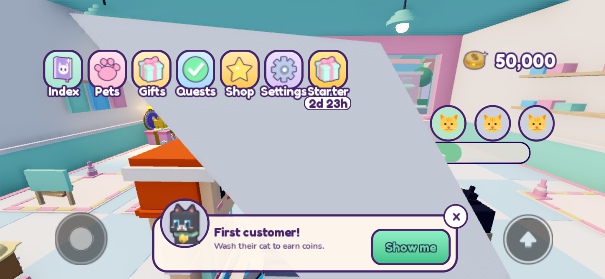 50,000
Index Pets Gifts Quests Shop Settings Starter
2d 23h
First customer!
Wash their cat to earn coins.
Show me